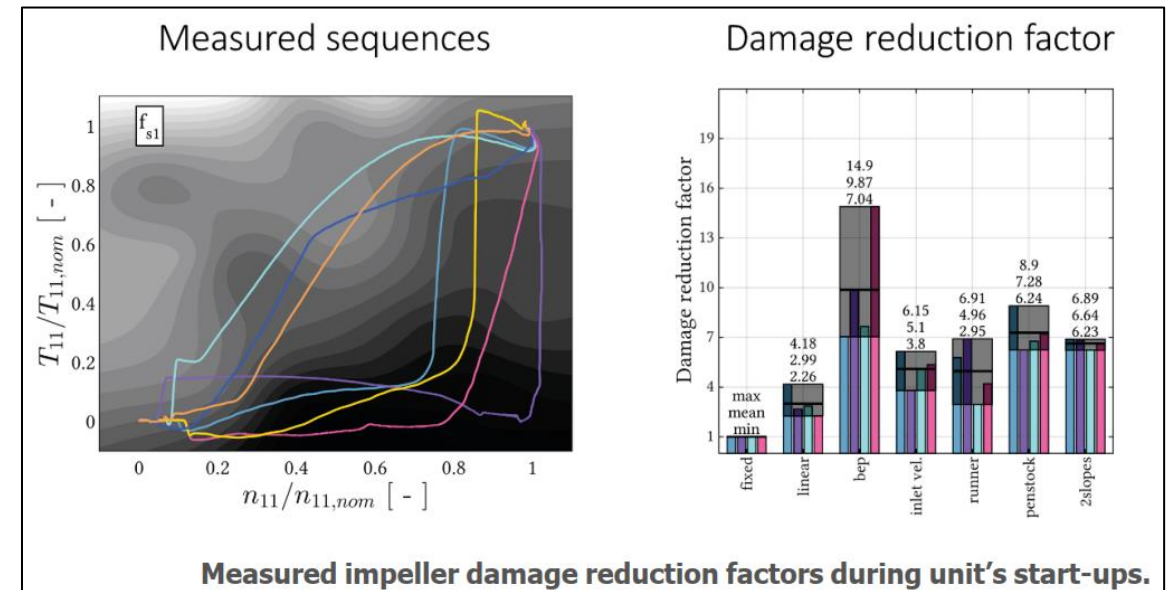 Measured sequences
f_s1
1
0.8
0.6
0.4
0.2
0
T_11/T_11,nom [ - ]
0 0.2 0.4 0.6 0.8 1
n_11/n_11,nom [ - ]
Damage reduction factor
Damage reduction factor
19
16
13
10
7
4
1
max
mean
min
4.18
2.99
2.26
14.9
9.87
7.04
6.15
5.1
3.8
6.91
4.96
2.95
8.9
7.28
6.24
6.89
6.64
6.23
fixed
linear
bep
inlet vel.
runner
penstock
2slopes
Measured impeller damage reduction factors during unit's start-ups.